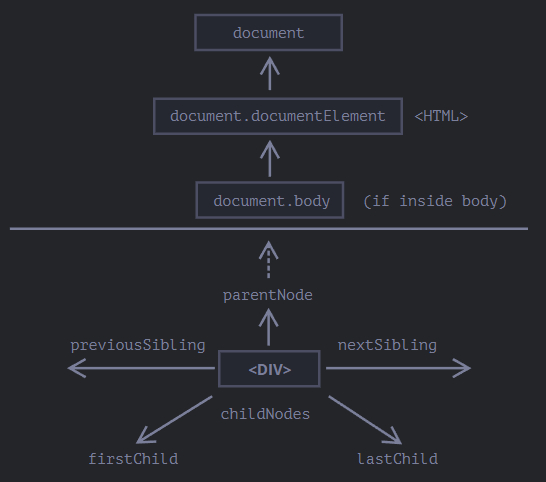 document
document.documentElement <HTML>
document.body (if inside body)
parentNode
previousSibling nextSibling
<DIV>
childNodes
firstChild lastChild